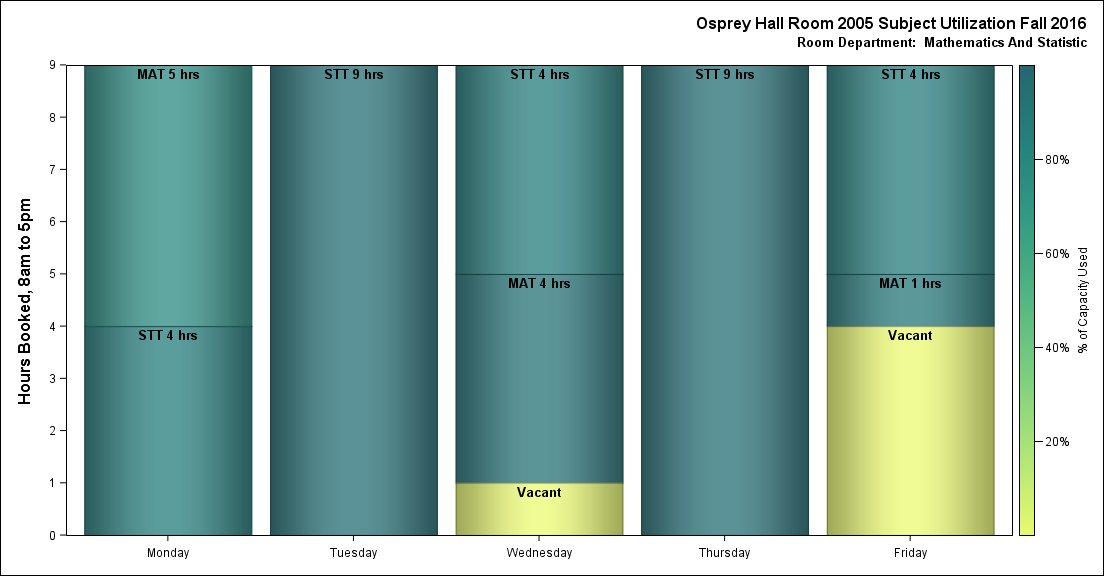 Osprey Hall Room 2005 Subject Utilization Fall 2016
Room Department: Mathematics And Statistic
Hours Booked, 8am to 5pm
9
8
7
6
5
4
3
2
1
0
MAT 5 hrs
STT 4 hrs
STT 9 hrs
STT 4 hrs
MAT 4 hrs
Vacant
STT 9 hrs
STT 4 hrs
MAT 1 hrs
Vacant
Monday
Tuesday
Wednesday
Thursday
Friday
80%
60%
40%
20%
% of Capacity Used